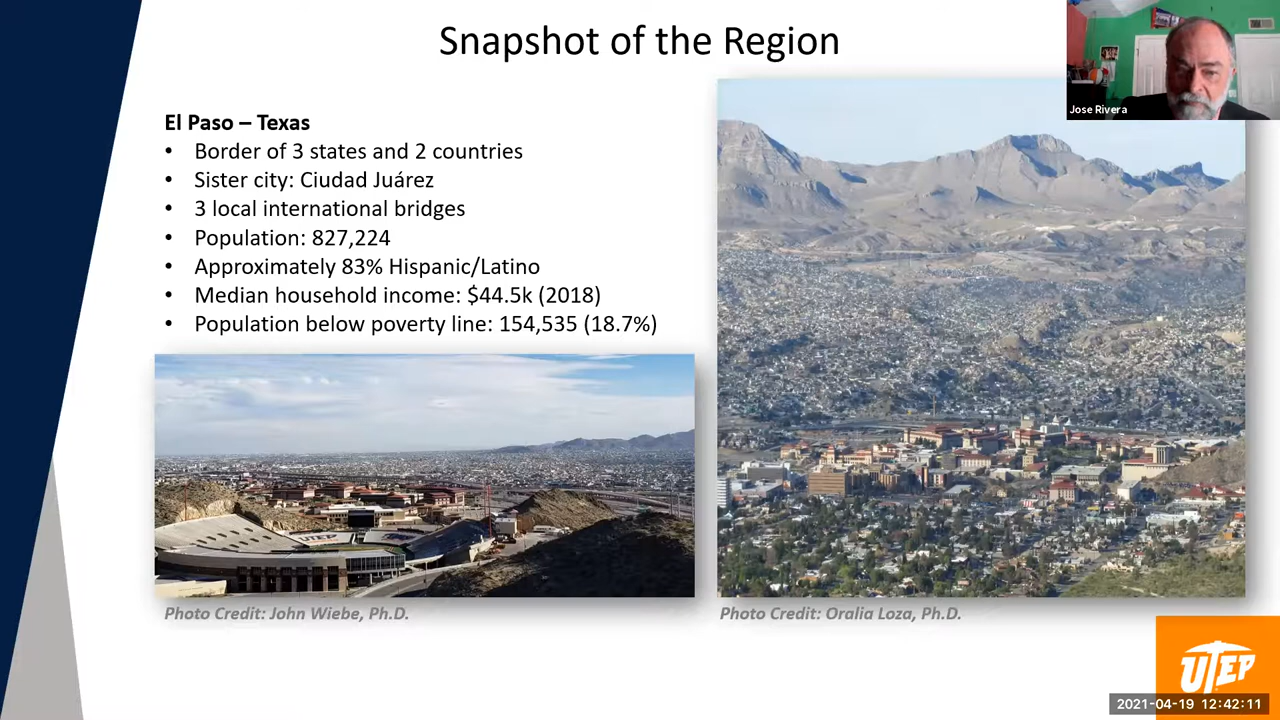 Snapshot of the Region
Jose Rivera
El Paso – Texas
• Border of 3 states and 2 countries
• Sister city: Ciudad Juárez
• 3 local international bridges
• Population: 827,224
• Approximately 83% Hispanic/Latino
• Median household income: $44.5k (2018)
• Population below poverty line: 154,535 (18.7%)
Photo Credit: John Wiebe, Ph.D.
Photo Credit: Oralia Loza, Ph.D.
UTEP
2021-04-19 12:42:11